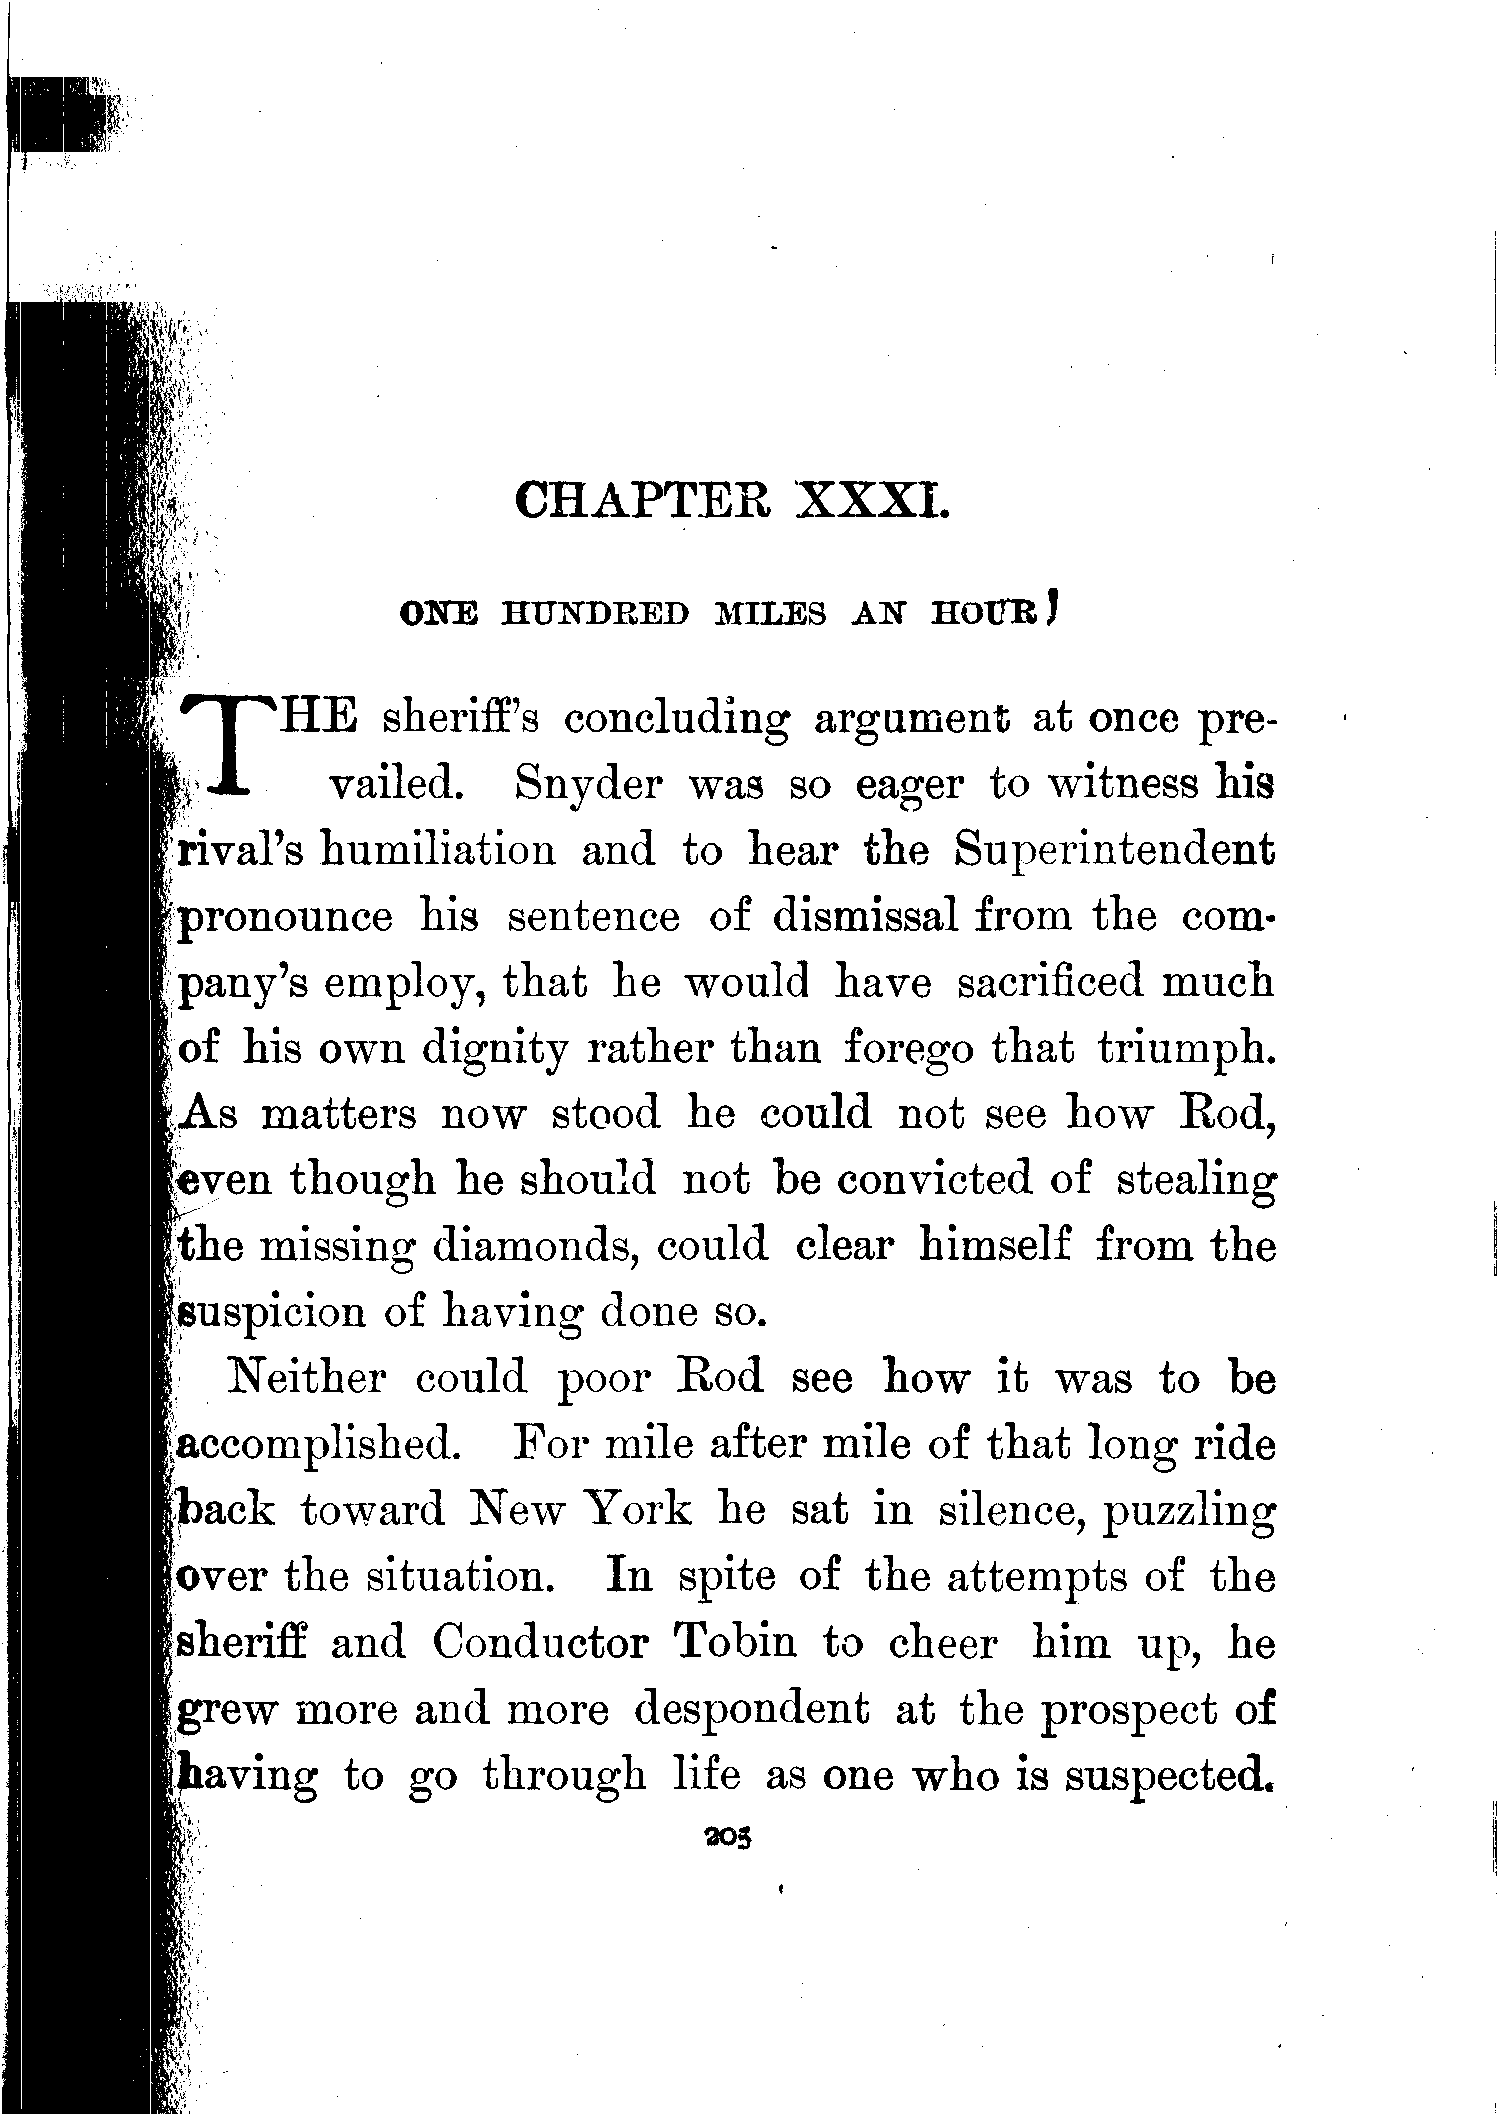 CHAPTER XXXI.
ONE HUNDRED MILES AN HOUR!
THE sheriff's concluding argument at once pre-
vailed. Snyder was so eager to witness his
rival's humiliation and to hear the Superintendent
pronounce his sentence of dismissal from the com-
pany's employ, that he would have sacrificed much
of his own dignity rather than forego that triumph.
As matters now stood he could not see how Rod,
even though he should not be convicted of stealing
the missing diamonds, could clear himself from the
suspicion of having done so.
Neither could poor Rod see how it was to be
accomplished. For mile after mile of that long ride
back toward New York he sat in silence, puzzling
over the situation. In spite of the attempts of the
sheriff and Conductor Tobin to cheer him up, he
grew more and more despondent at the prospect of
having to go through life as one who is suspected.
205